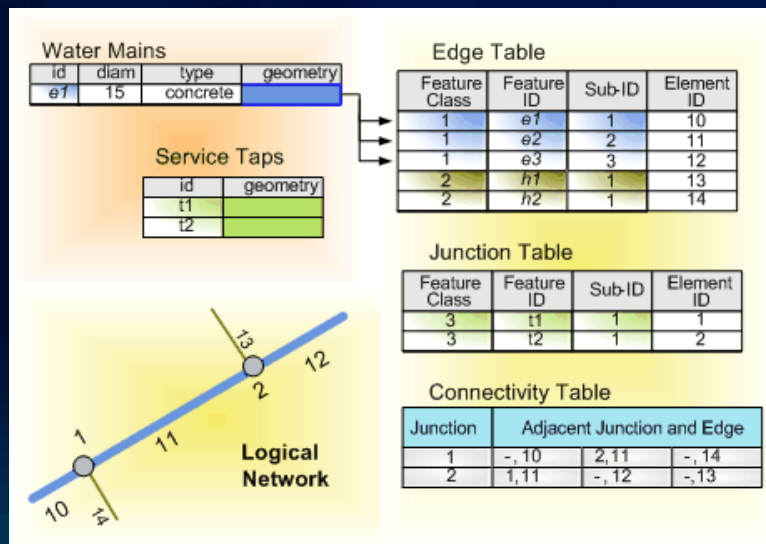 Water Mains
id diam type geometry
e1 15 concrete
Service Taps
id geometry
t1
t2
Edge Table
Feature Class Feature ID Sub-ID Element ID
1 e1 1 10
1 e2 2 11
1 e3 3 12
2 h1 1 13
2 h2 1 14
Junction Table
Feature Class Feature ID Sub-ID Element ID
3 t1 1 1
3 t2 1 2
Connectivity Table
Junction Adjacent Junction and Edge
1 -, 10 2, 11 -, 14
2 1, 11 -, 12 -,13
13
12
2
1
11
10
14
Logical
Network